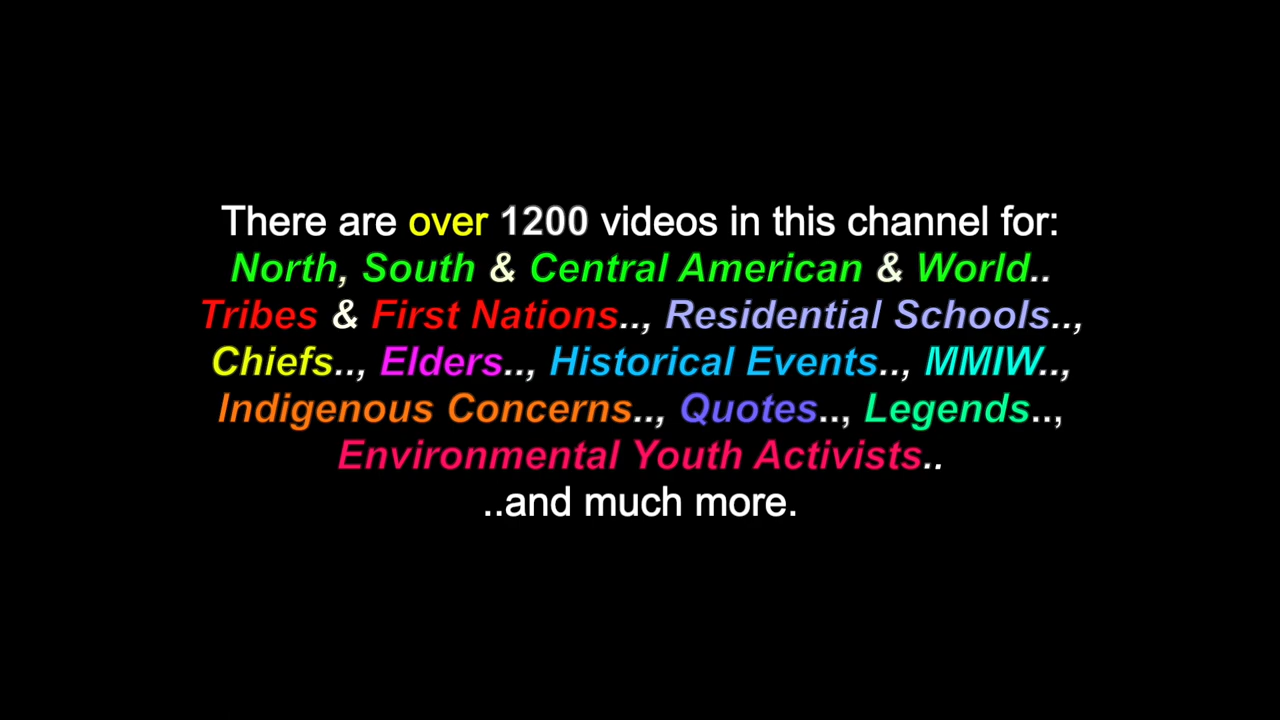 There are over 1200 videos in this channel for:
North, South & Central American & World..
Tribes & First Nations.., Residential Schools..,
Chiefs.., Elders.., Historical Events.., MMIW..,
Indigenous Concerns.., Quotes.., Legends..,
Environmental Youth Activists..
..and much more.